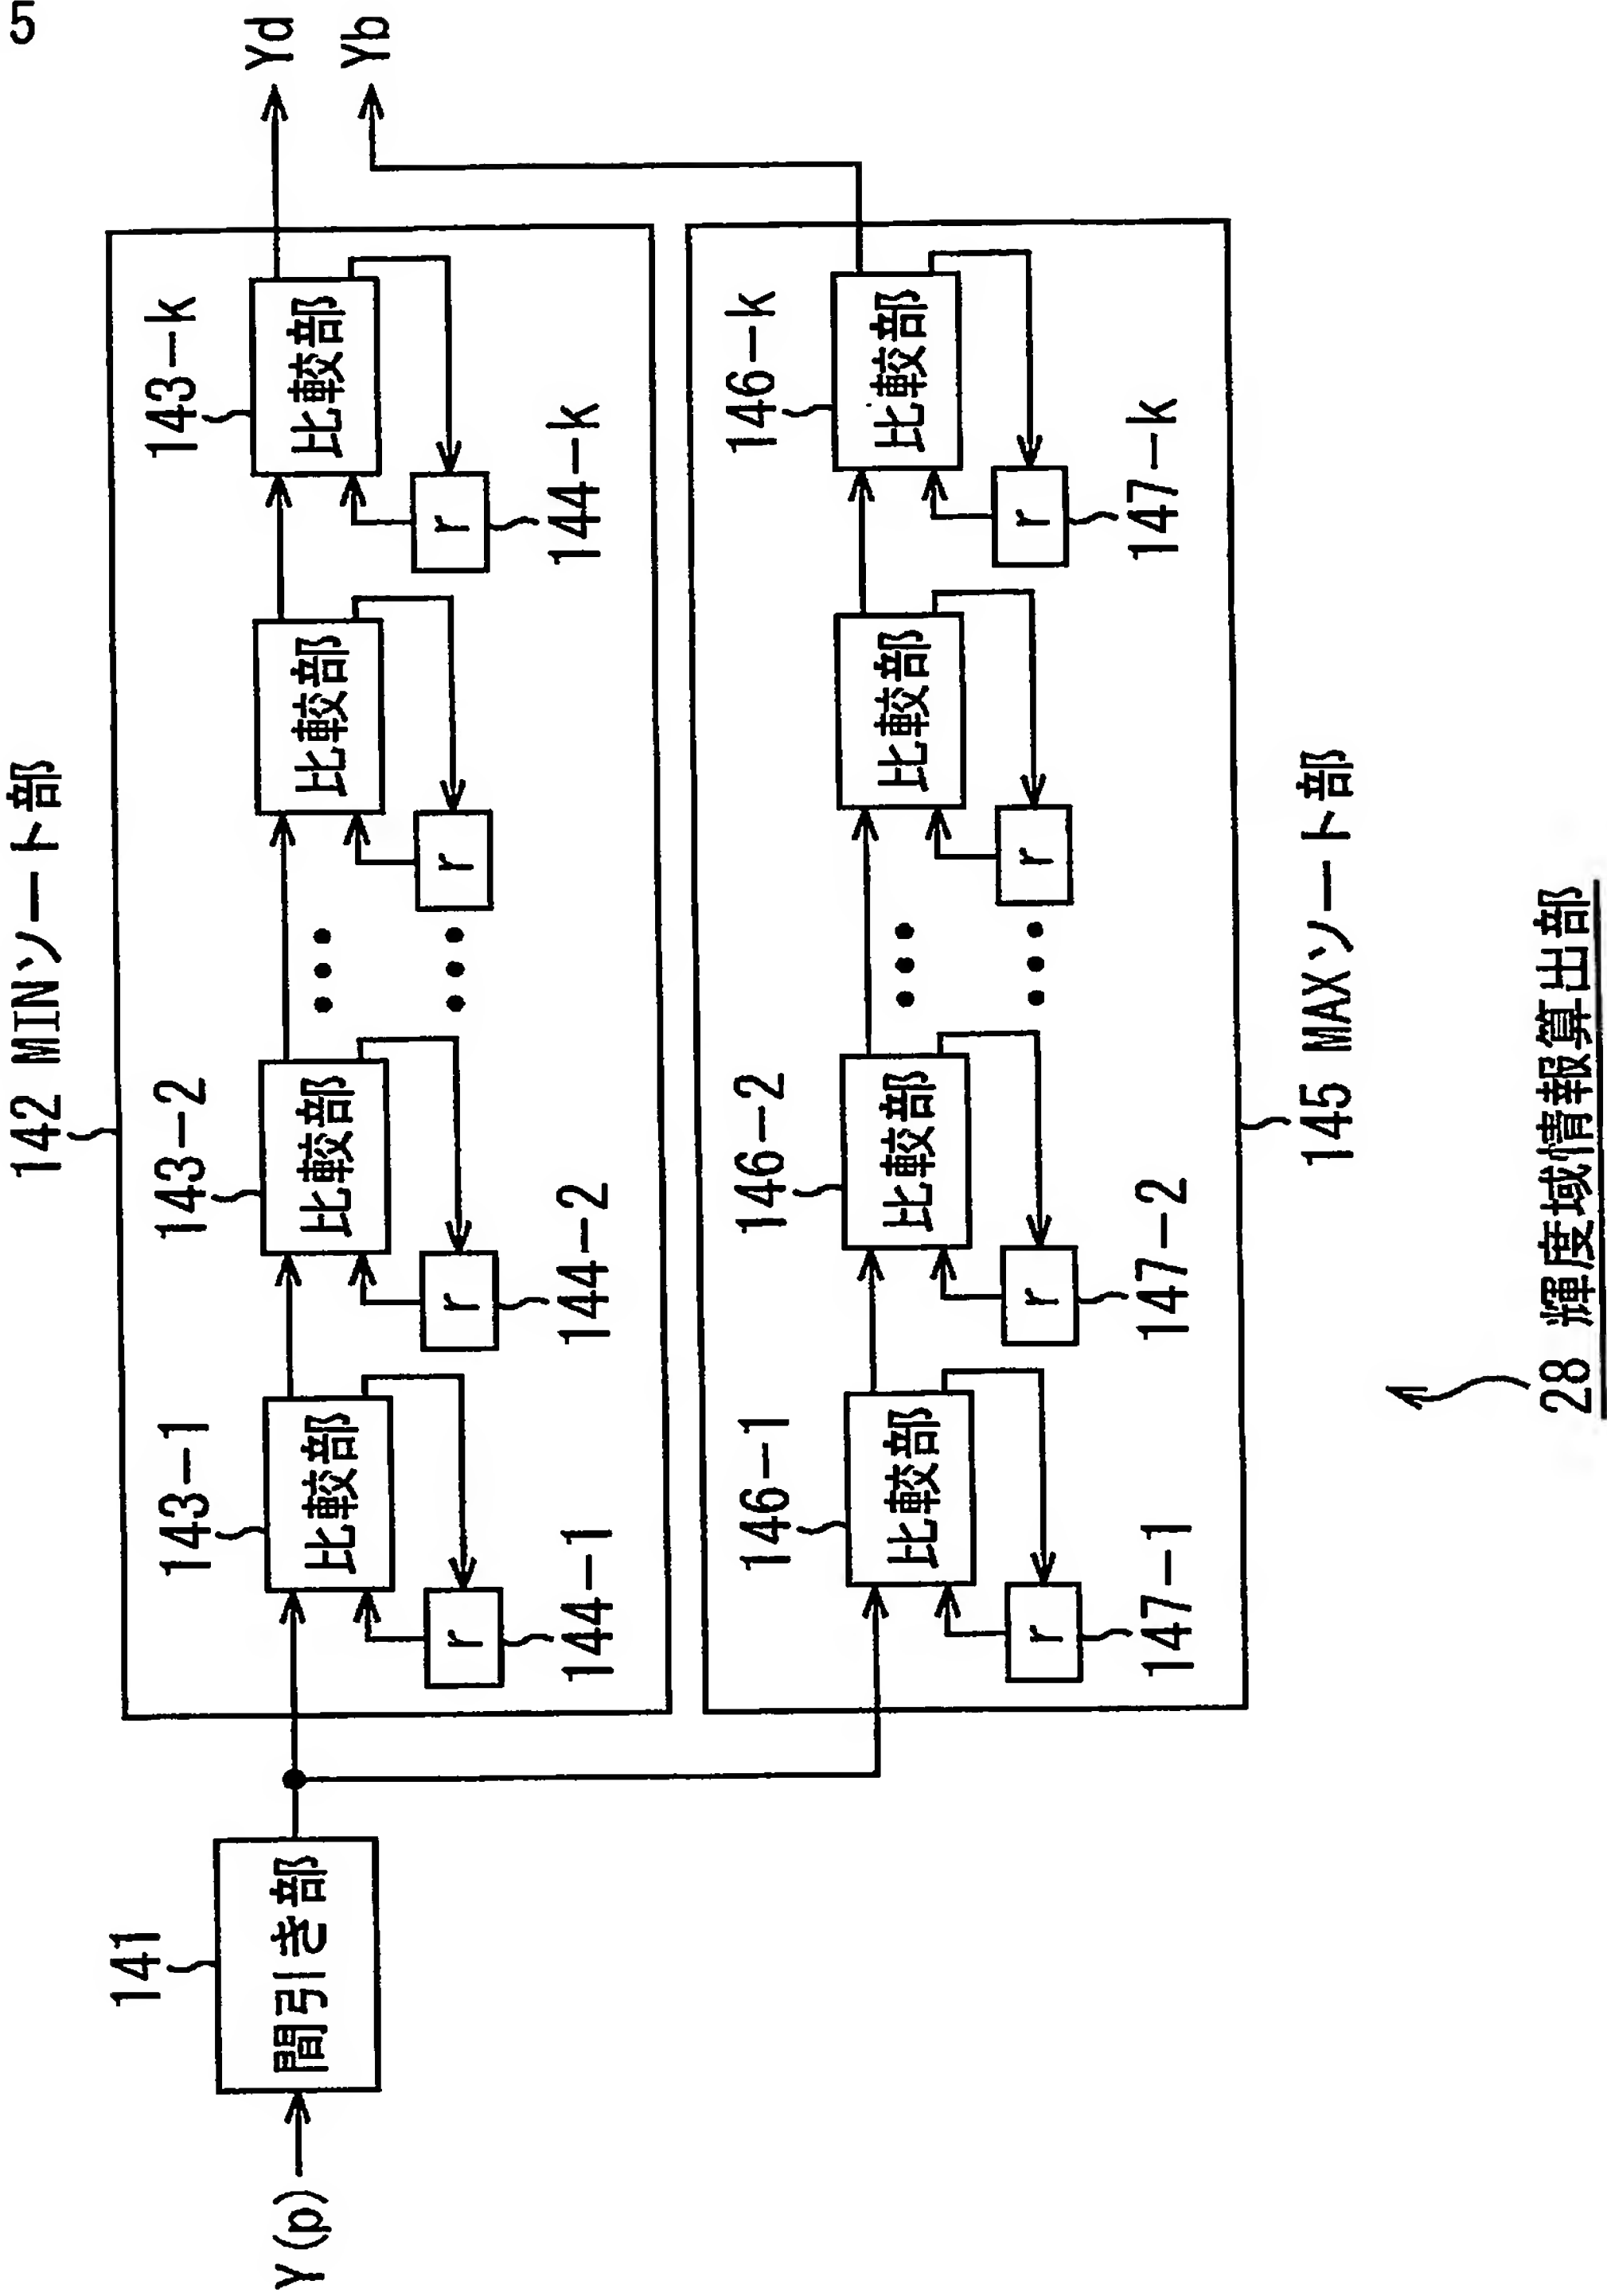 5
142 MINソート部
143-1
143-2
143-k
Y(p)
141
間引き部
比較部
比較部
比較部
比較部
Yd
r
r
r
r
144-1
144-2
144-k
146-1
146-2
146-k
比較部
比較部
比較部
比較部
Yb
r
r
r
r
147-1
147-2
147-k
145 MAXソート部
28 輝度域情報算出部